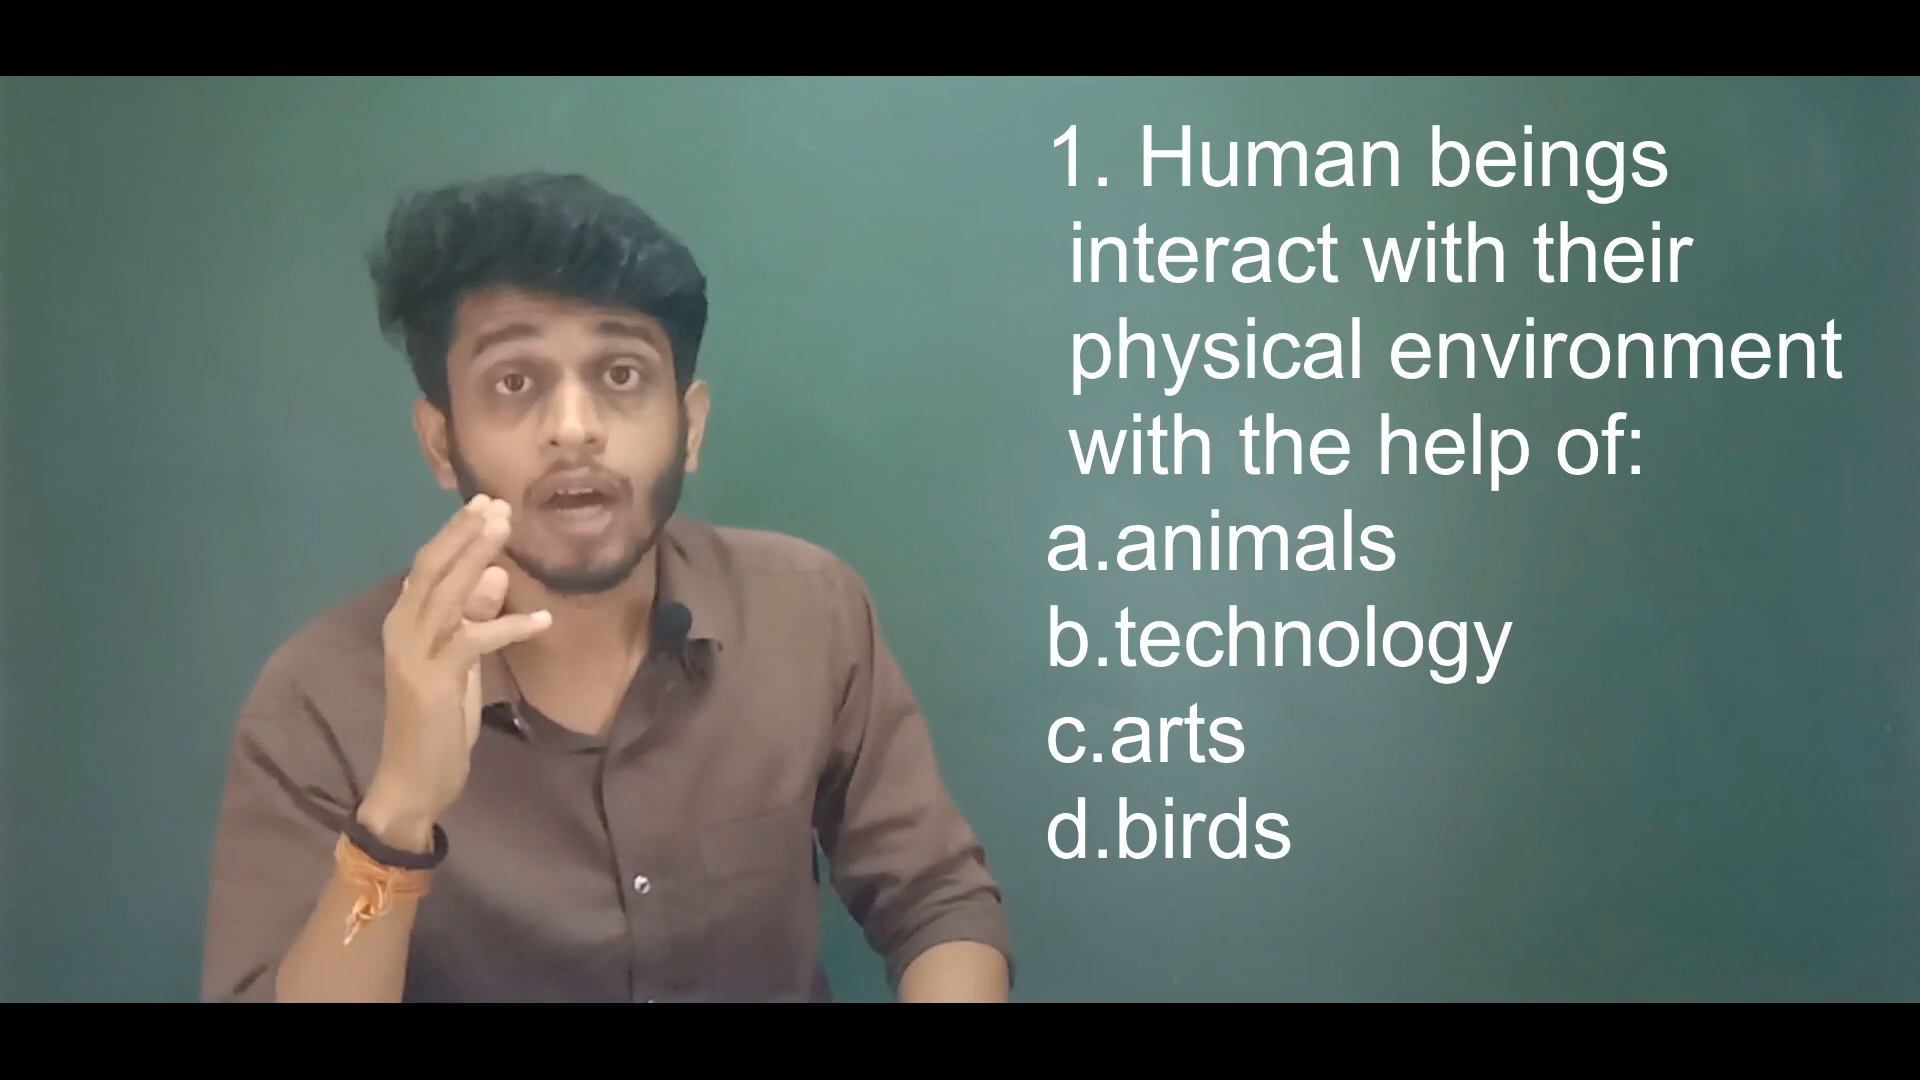 1. Human beings
interact with their
physical environment
with the help of:
a.animals
b.technology
c.arts
d.birds